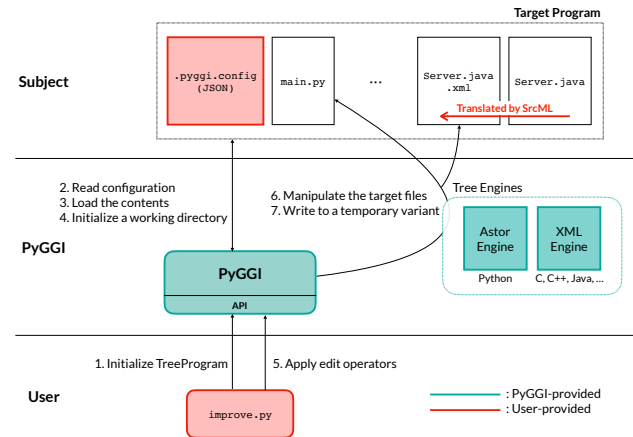 Target Program
Subject
.pyggi.config
(JSON)
main.py
...
Server.java
.xml
Server.java
Translated by SrcML
2. Read configuration
3. Load the contents
4. Initialize a working directory
6. Manipulate the target files
7. Write to a temporary variant
Tree Engines
PyGGI
PyGGI
API
Astor
Engine
XML
Engine
Python
C, C++, Java, ...
1. Initialize TreeProgram
5. Apply edit operators
User
improve.py
: PyGGI-provided
: User-provided